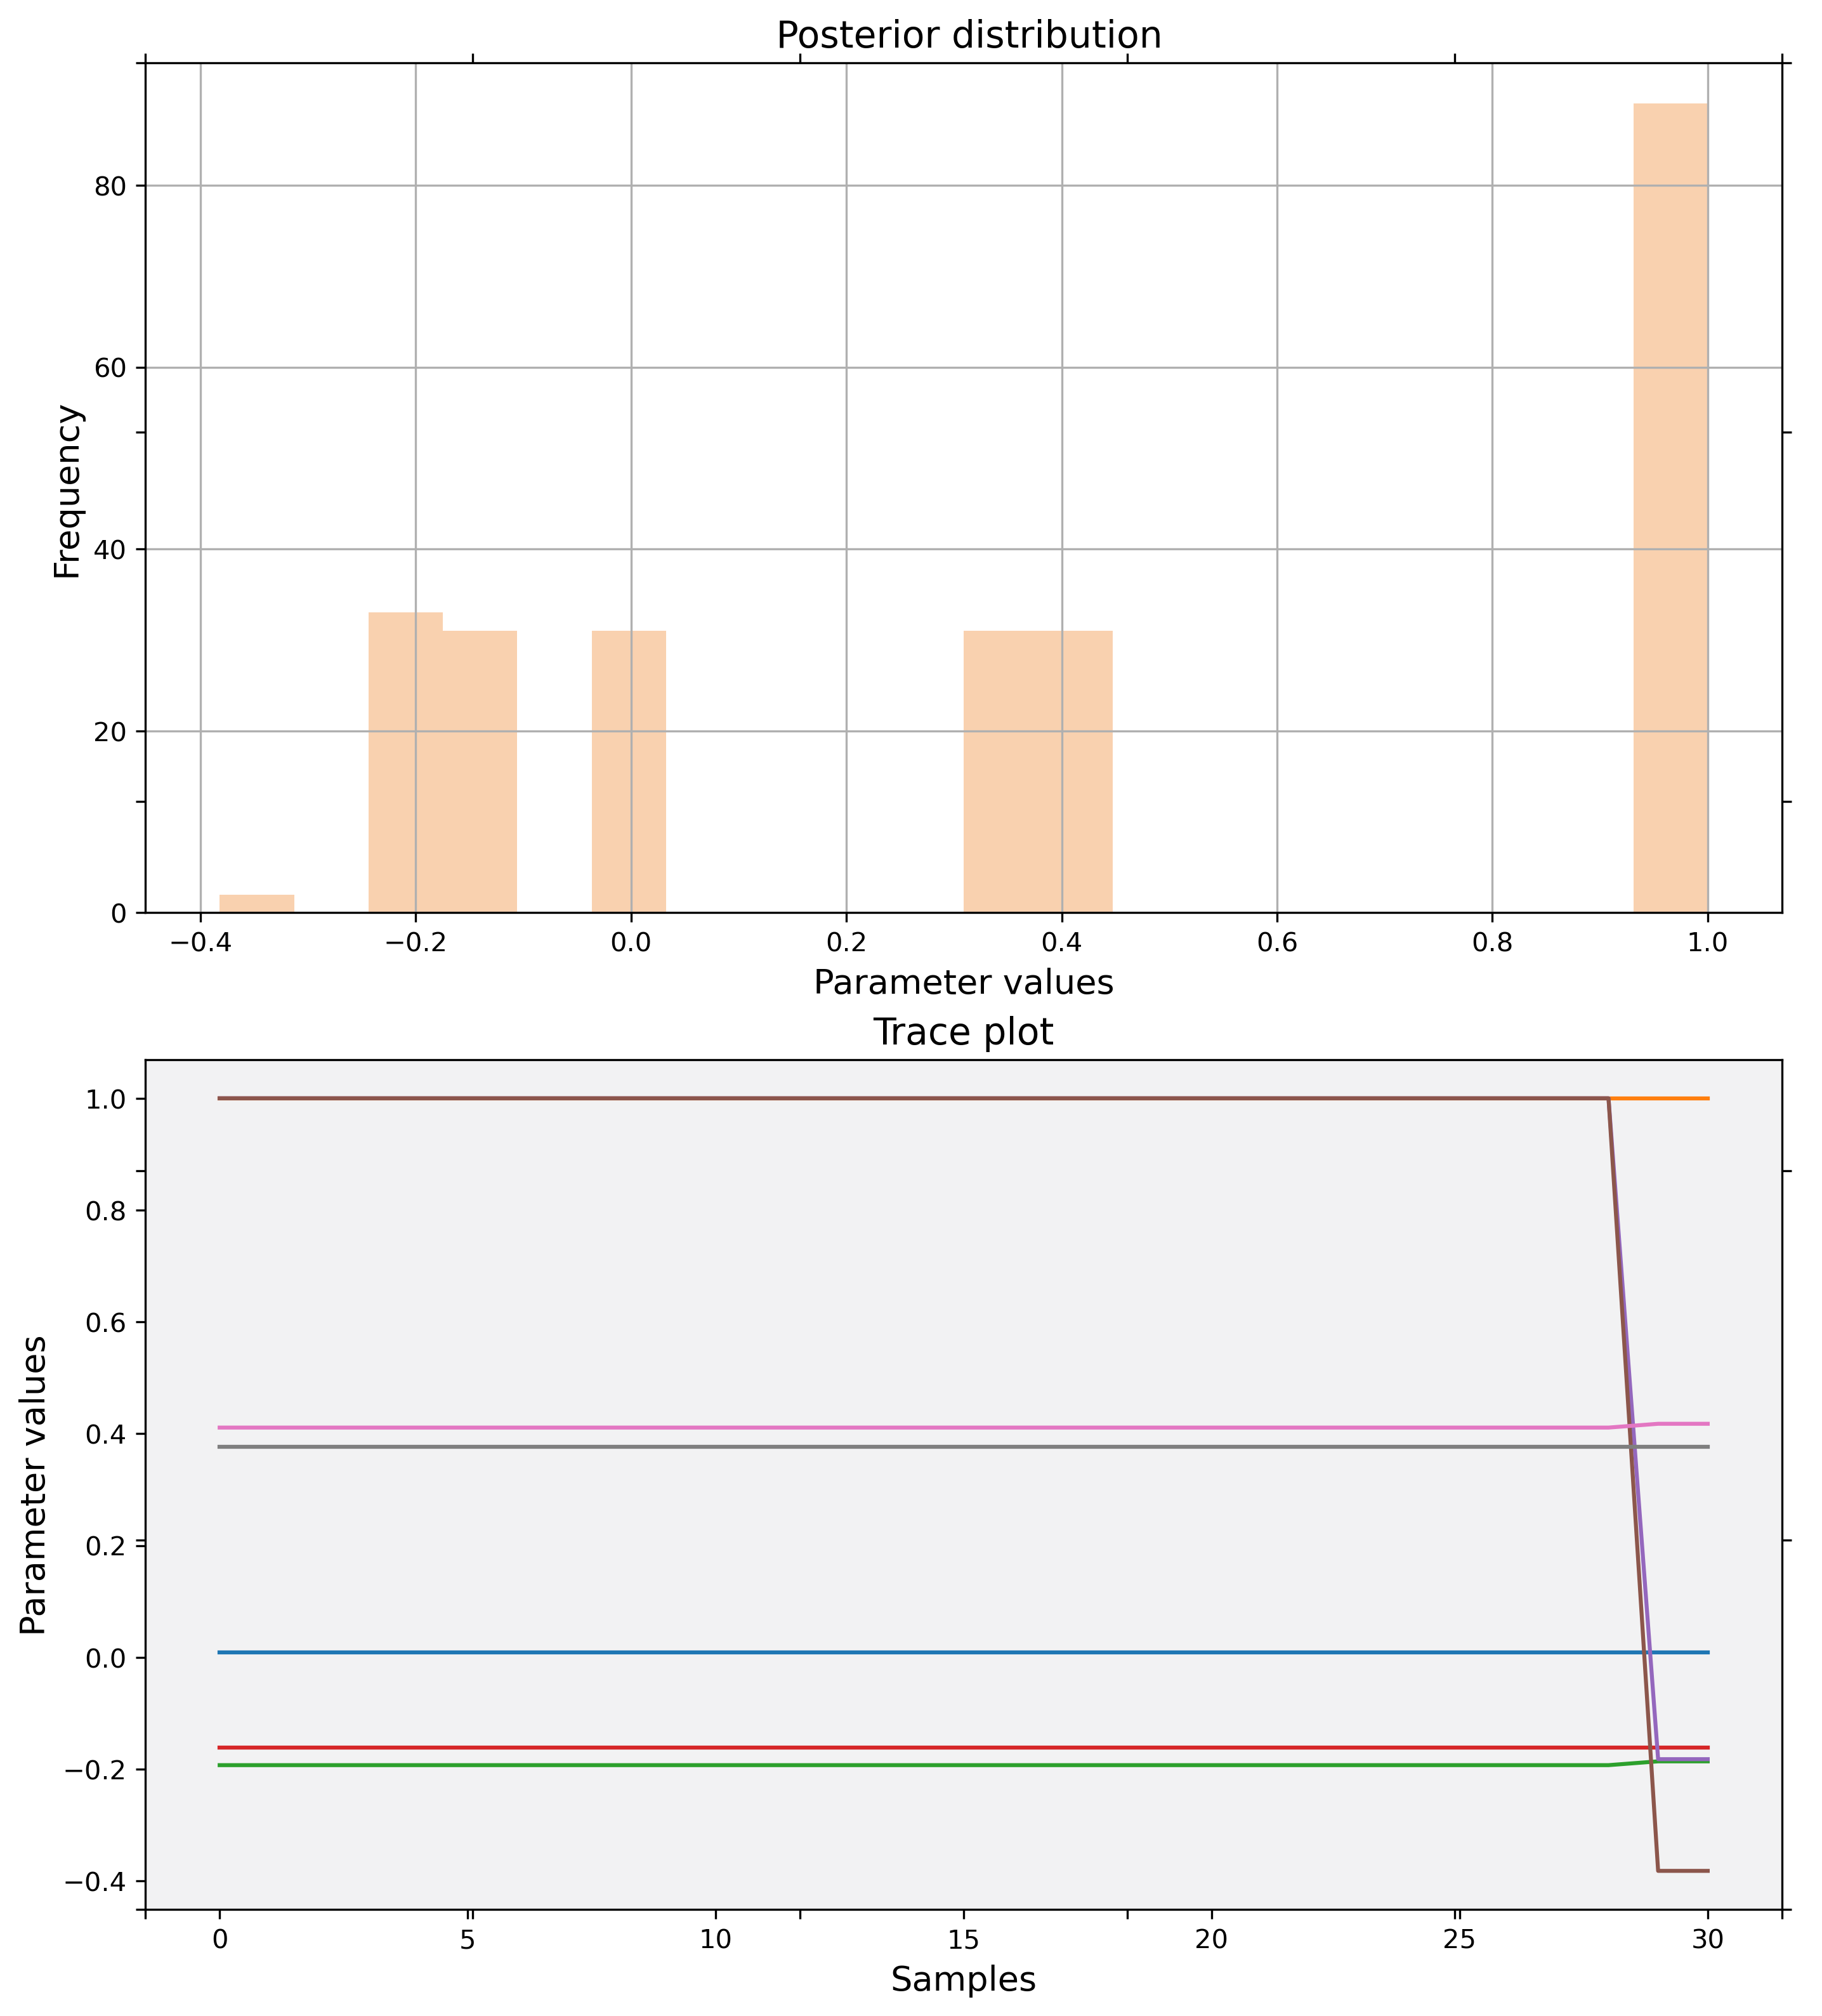 Posterior distribution
80
60
40
20
0
Frequency
−0.4 −0.2 0.0 0.2 0.4 0.6 0.8 1.0
Parameter values
Trace plot
1.0
0.8
0.6
0.4
0.2
0.0
−0.2
−0.4
Parameter values
0 5 10 15 20 25 30
Samples